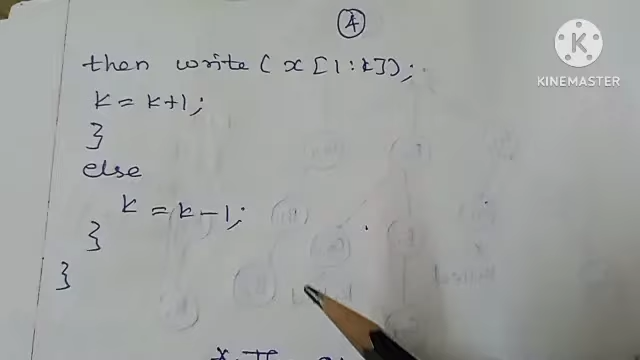 4
then write(x[1:k]);
k = k+1;
}
else
k = k-1;
}
}
K
KINEMASTER